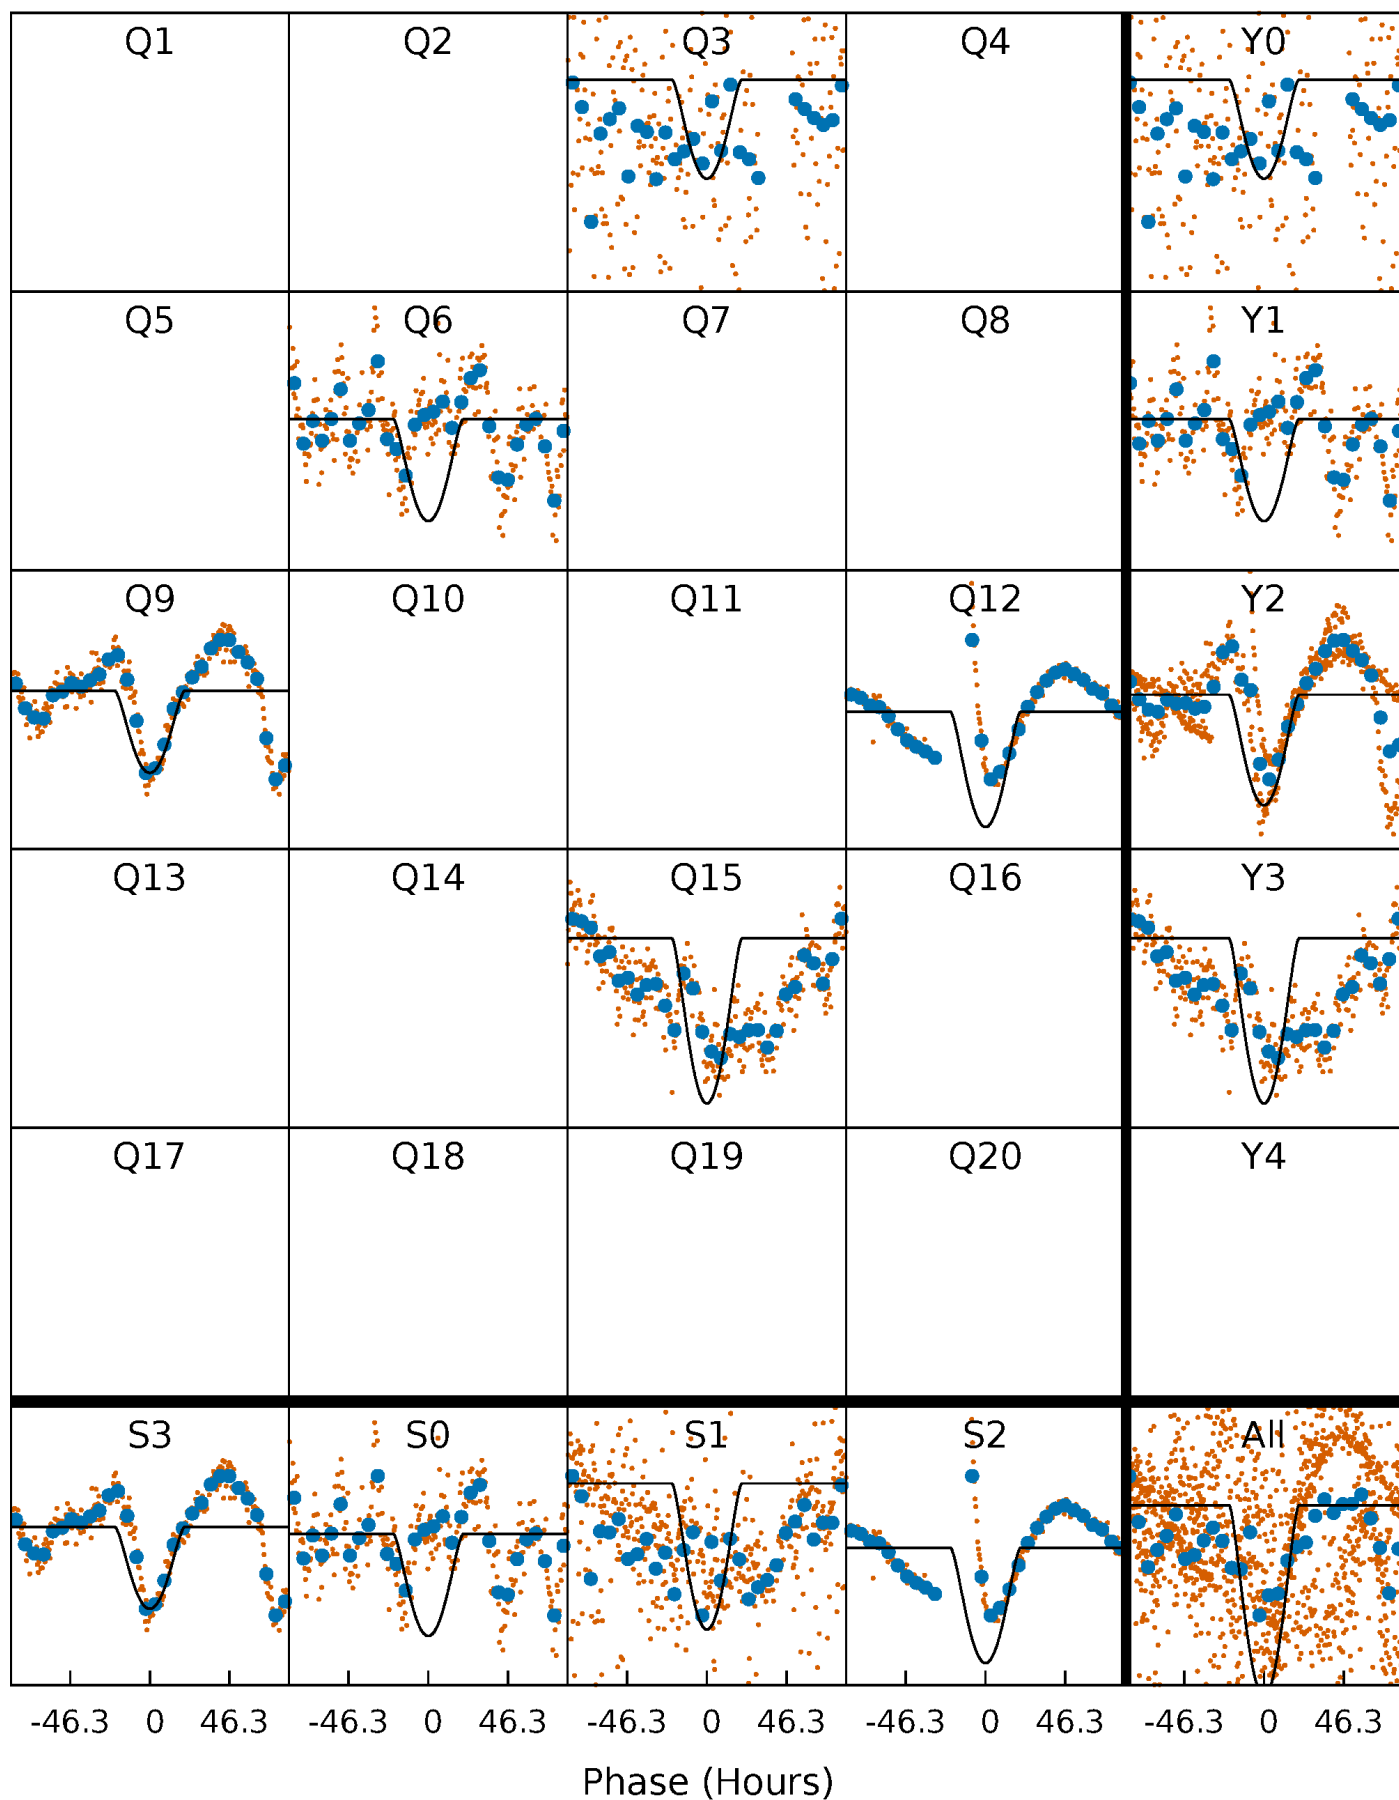 Q1 Q2 Q3 Q4 Y0
Q5 Q6 Q7 Q8 Y1
Q9 Q10 Q11 Q12 Y2
Q13 Q14 Q15 Q16 Y3
Q17 Q18 Q19 Q20 Y4
S3 S0 S1 S2 All
-46.3 0 46.3 -46.3 0 46.3 -46.3 0 46.3 -46.3 0 46.3 -46.3 0 46.3
Phase (Hours)